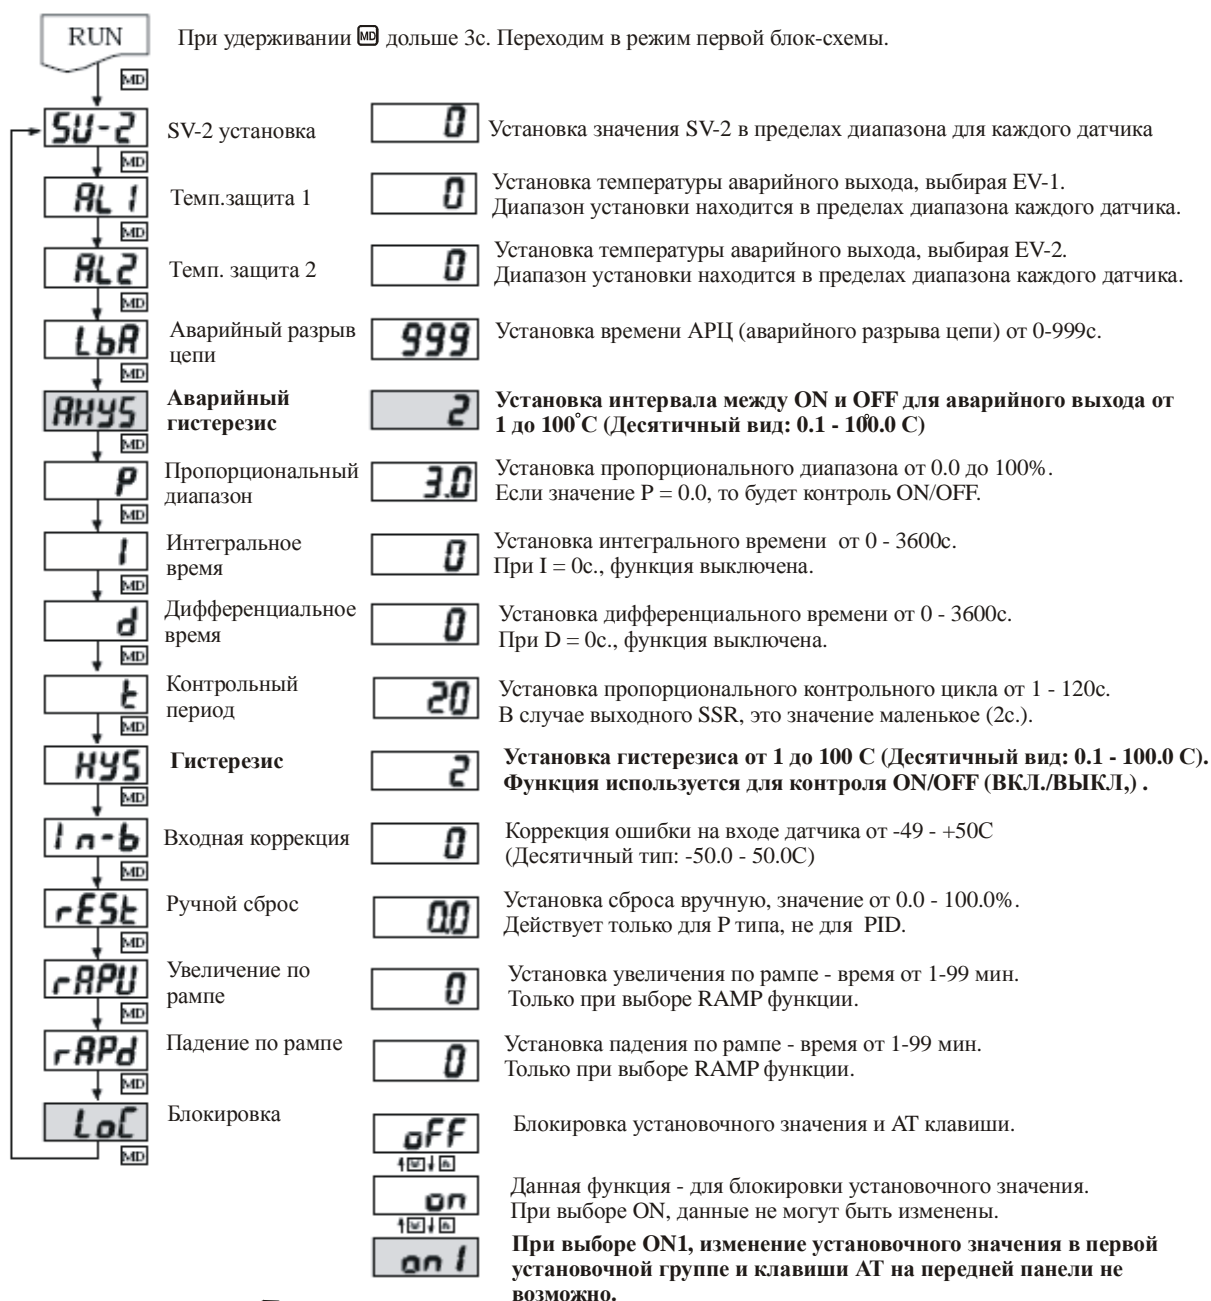 RUN При удерживании MD дольше 3с. Переходим в режим первой блок-схемы.
MD
SU-2 SV-2 установка 0 Установка значения SV-2 в пределах диапазона для каждого датчика
MD
AL1 Темп.защита 1 0 Установка температуры аварийного выхода, выбирая EV-1.
Диапазон установки находится в пределах диапазона каждого датчика.
MD
AL2 Темп. защита 2 0 Установка температуры аварийного выхода, выбирая EV-2.
Диапазон установки находится в пределах диапазона каждого датчика.
MD
LbA Аварийный разрыв
цепи
999 Установка времени АРЦ (аварийного разрыва цепи) от 0-999с.
MD
AHYS Аварийный
гистерезис
2 Установка интервала между ON и OFF для аварийного выхода от
1 до 100°С (Десятичный вид: 0.1 - 100.0 С)
MD
P Пропорциональный
диапазон
3.0 Установка пропорционального диапазона от 0.0 до 100%.
Если значение P = 0.0, то будет контроль ON/OFF.
MD
I Интегральное
время
0 Установка интегрального времени от 0 - 3600с.
При I = 0с., функция выключена.
MD
d Дифференциальное
время
0 Установка дифференциального времени от 0 - 3600с.
При D = 0с., функция выключена.
MD
t Контрольный
период
20 Установка пропорционального контрольного цикла от 1 - 120с.
В случае выходного SSR, это значение маленькое (2с.).
MD
HYS Гистерезис 2 Установка гистерезиса от 1 до 100 С (Десятичный вид: 0.1 - 100.0 С).
Функция используется для контроля ON/OFF (ВКЛ./ВЫКЛ,) .
MD
In-b Входная коррекция 0 Коррекция ошибки на входе датчика от -49 - +50С
(Десятичный тип: -50.0 - 50.0С)
MD
rESt Ручной сброс 0.0 Установка сброса вручную, значение от 0.0 - 100.0%.
Действует только для P типа, не для PID.
MD
rAPU Увеличение по
рампе
0 Установка увеличения по рампе - время от 1-99 мин.
Только при выборе RAMP функции.
MD
rAPd Падение по рампе 0 Установка падения по рампе - время от 1-99 мин.
Только при выборе RAMP функции.
MD
LoC Блокировка oFF Блокировка установочного значения и АТ клавиши.
MD
on Данная функция - для блокировки установочного значения.
При выборе ON, данные не могут быть изменены.
on1 При выборе ON1, изменение установочного значения в первой
установочной группе и клавиши АТ на передней панели не
возможно.